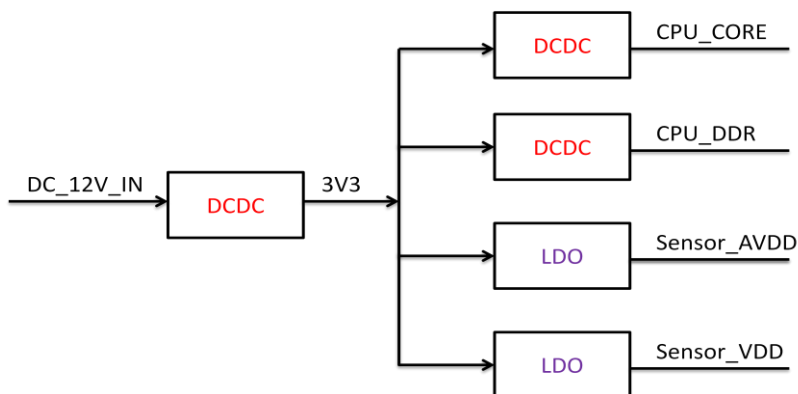 DC_12V_IN
DCDC
3V3
DCDC
CPU_CORE
DCDC
CPU_DDR
LDO
Sensor_AVDD
LDO
Sensor_VDD